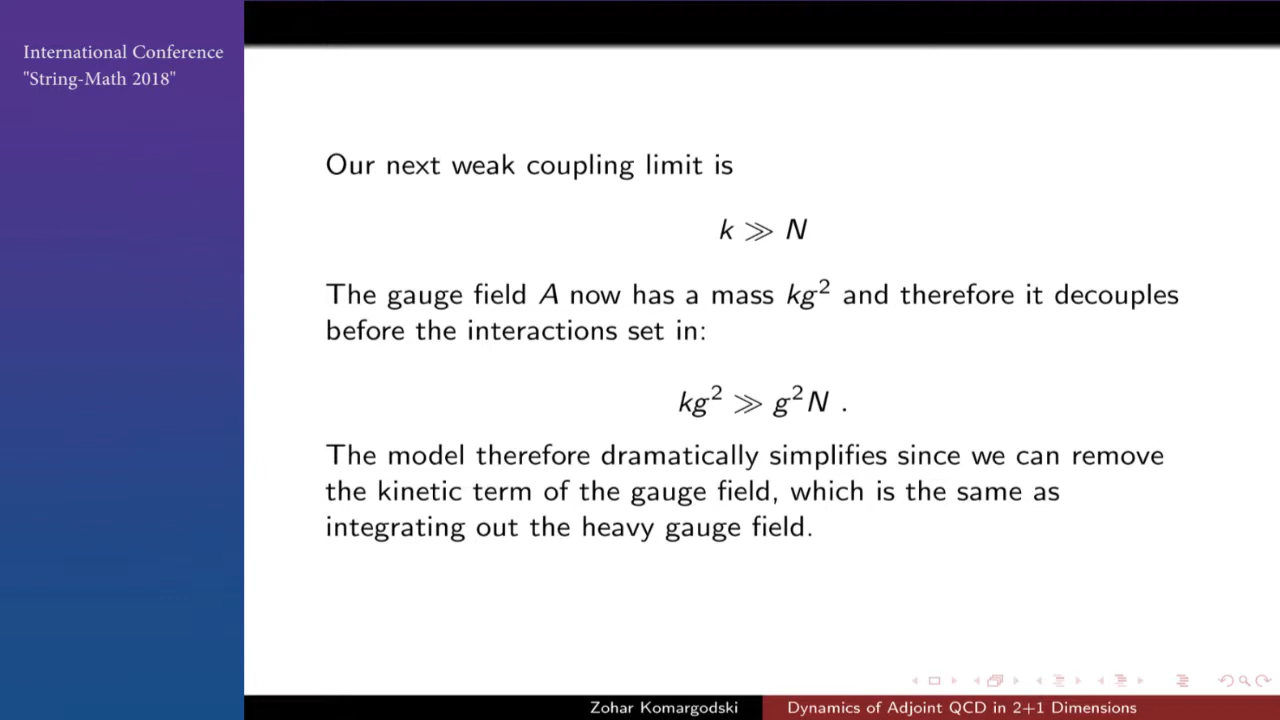 International Conference
"String-Math 2018"
Our next weak coupling limit is
k ≫ N
The gauge field A now has a mass kg² and therefore it decouples
before the interactions set in:
kg² ≫ g²N .
The model therefore dramatically simplifies since we can remove
the kinetic term of the gauge field, which is the same as
integrating out the heavy gauge field.
Zohar Komargodski
Dynamics of Adjoint QCD in 2+1 Dimensions